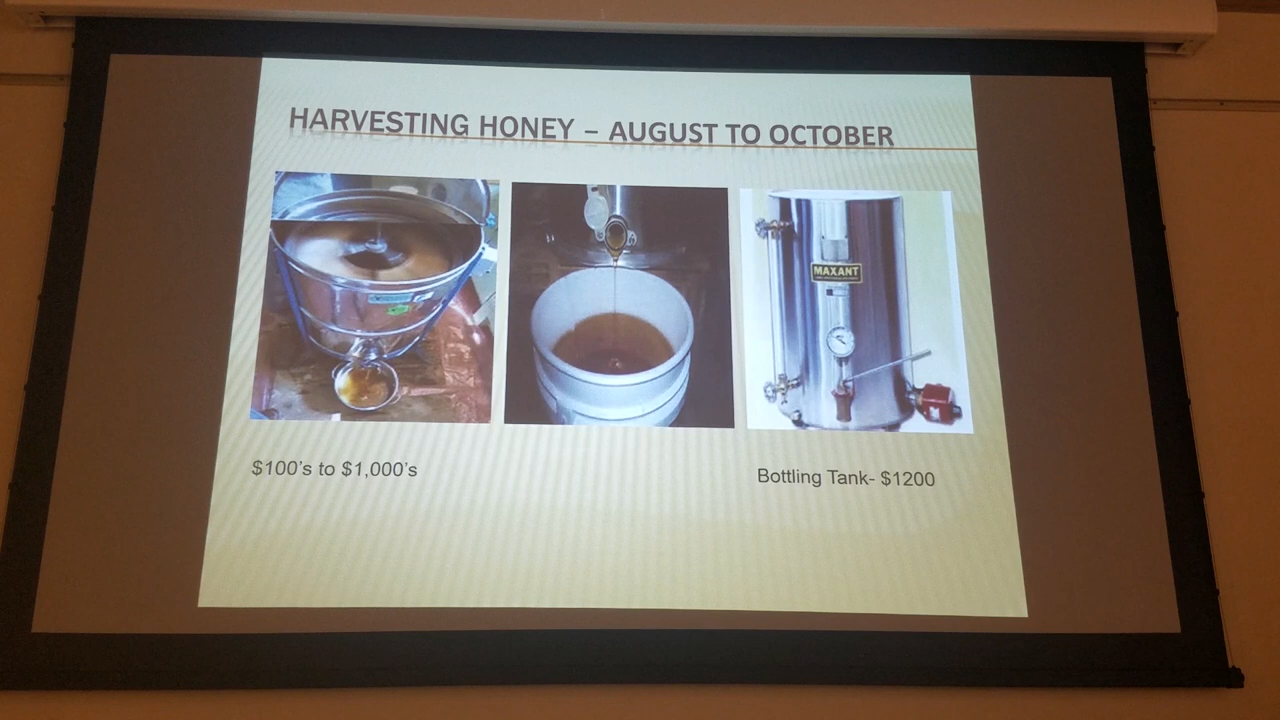 HARVESTING HONEY – AUGUST TO OCTOBER
MAXANT
$100's to $1,000's
Bottling Tank- $1200